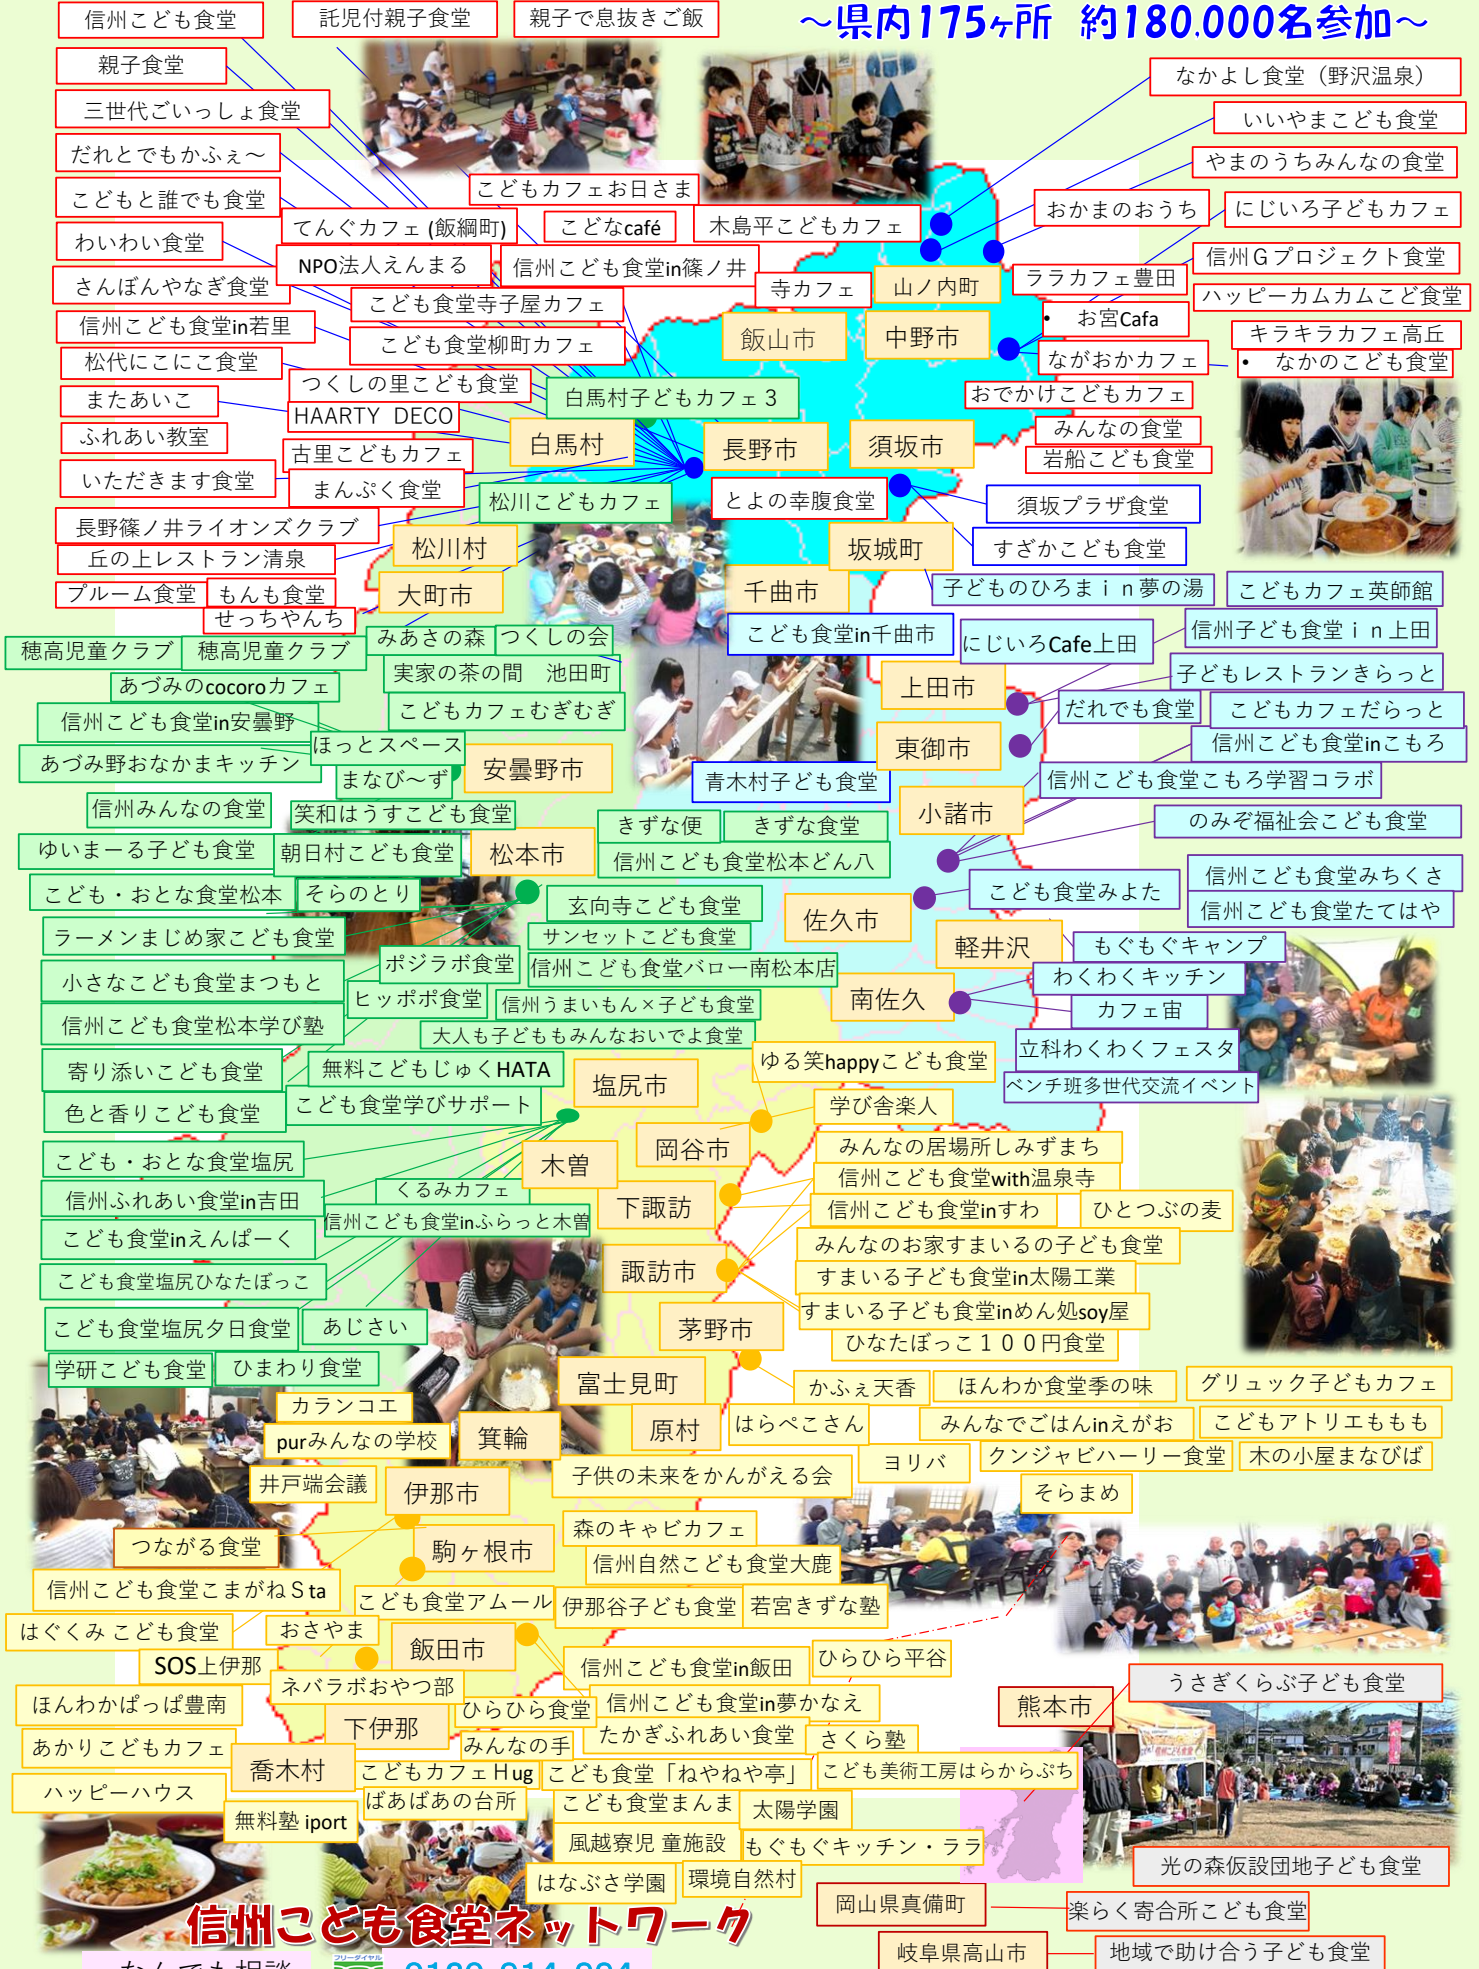 ～県内175ヶ所 約180,000名参加～
信州こども食堂
託児付親子食堂
親子で息抜きご飯
親子食堂
なかよし食堂（野沢温泉）
三世代ごいっしょ食堂
いいやまこども食堂
だれとでもかふぇ～
やまのうちみんなの食堂
こどもと誰でも食堂
こどもカフェお日さま
おかまのおうち
にじいろ子どもカフェ
てんぐカフェ (飯綱町)
こどなcafé
木島平こどもカフェ
わいわい食堂
NPO法人えんまる
信州こども食堂in篠ノ井
信州Ｇプロジェクト食堂
さんぽんやなぎ食堂
寺カフェ
山ノ内町
ララカフェ豊田
ハッピーカムカムこど食堂
こども食堂寺子屋カフェ
信州こども食堂in若里
飯山市
中野市
• お宮Cafa
キラキラカフェ高丘
こども食堂柳町カフェ
ながおかカフェ
• なかのこども食堂
松代にこにこ食堂
つくしの里こども食堂
白馬村子どもカフェ３
おでかけこどもカフェ
またあいこ
HAARTY DECO
ふれあい教室
白馬村
長野市
須坂市
みんなの食堂
古里こどもカフェ
岩船こども食堂
いただきます食堂
まんぷく食堂
松川こどもカフェ
とよの幸腹食堂
須坂プラザ食堂
長野篠ノ井ライオンズクラブ
松川村
坂城町
すざかこども食堂
丘の上レストラン清泉
プルーム食堂
もんも食堂
大町市
千曲市
子どものひろまｉｎ夢の湯
こどもカフェ英師館
せっちやんち
みあさの森
つくしの会
こども食堂in千曲市
にじいろCafe上田
信州子ども食堂ｉｎ上田
穂高児童クラブ
穂高児童クラブ
実家の茶の間　池田町
子どもレストランきらっと
あづみのcocoroカフェ
上田市
こどもカフェむぎむぎ
だれでも食堂
こどもカフェだらっと
信州こども食堂in安曇野
ほっとスペース
東御市
信州こども食堂inこもろ
あづみ野おなかまキッチン
まなび～ず
安曇野市
青木村子ども食堂
信州こども食堂こもろ学習コラボ
信州みんなの食堂
笑和はうすこども食堂
小諸市
きずな便
きずな食堂
のみぞ福祉会こども食堂
ゆいまーる子ども食堂
朝日村こども食堂
松本市
信州こども食堂松本どん八
信州こども食堂みちくさ
こども・おとな食堂松本
そらのとり
玄向寺こども食堂
こども食堂みよた
信州こども食堂たてはや
佐久市
ラーメンまじめ家こども食堂
サンセットこども食堂
軽井沢
もぐもぐキャンプ
ポジラボ食堂
信州こども食堂バロー南松本店
わくわくキッチン
小さなこども食堂まつもと
ヒッポポ食堂
信州うまいもん×子ども食堂
南佐久
カフェ宙
信州こども食堂松本学び塾
大人も子どももみんなおいでよ食堂
立科わくわくフェスタ
寄り添いこども食堂
無料こどもじゅくHATA
ゆる笑happyこども食堂
塩尻市
ベンチ班多世代交流イベント
色と香りこども食堂
こども食堂学びサポート
学び舎楽人
岡谷市
みんなの居場所しみずまち
こども・おとな食堂塩尻
木曽
信州こども食堂with温泉寺
信州ふれあい食堂in吉田
くるみカフェ
下諏訪
信州こども食堂inすわ
ひとつぶの麦
信州こども食堂inふらっと木曽
こども食堂inえんぱーく
みんなのお家すまいるの子ども食堂
こども食堂塩尻ひなたぼっこ
諏訪市
すまいる子ども食堂in太陽工業
すまいる子ども食堂inめん処soy屋
こども食堂塩尻夕日食堂
あじさい
茅野市
ひなたぼっこ１００円食堂
学研こども食堂
ひまわり食堂
富士見町
かふぇ天香
ほんわか食堂季の味
グリュック子どもカフェ
カランコエ
原村
はらぺこさん
みんなでごはんinえがお
こどもアトリエももも
purみんなの学校
箕輪
ヨリバ
クンジャビハーリー食堂
木の小屋まなびば
井戸端会議
伊那市
子供の未来をかんがえる会
そらまめ
つながる食堂
駒ヶ根市
森のキャビカフェ
信州自然こども食堂大鹿
信州こども食堂こまがねＳta
こども食堂アムール
伊那谷子ども食堂
若宮きずな塾
はぐくみ こども食堂
おさやま
飯田市
ひらひら平谷
SOS上伊那
信州こども食堂in飯田
うさぎくらぶ子ども食堂
ネバラボおやつ部
ほんわかぱっぱ豊南
ひらひら食堂
信州こども食堂in夢かなえ
熊本市
下伊那
たかぎふれあい食堂
さくら塾
あかりこどもカフェ
みんなの手
喬木村
こどもカフェＨug
こども食堂「ねやねや亭」
こども美術工房はらからぷち
ハッピーハウス
ばあばあの台所
こども食堂まんま
太陽学園
無料塾 iport
風越寮児 童施設
もぐもぐキッチン・ララ
光の森仮設団地子ども食堂
はなぶさ学園
環境自然村
岡山県真備町
楽らく寄合所こども食堂
信州こども食堂ネットワーク
岐阜県高山市
地域で助け合う子ども食堂
なんでも相談
フリーダイヤル